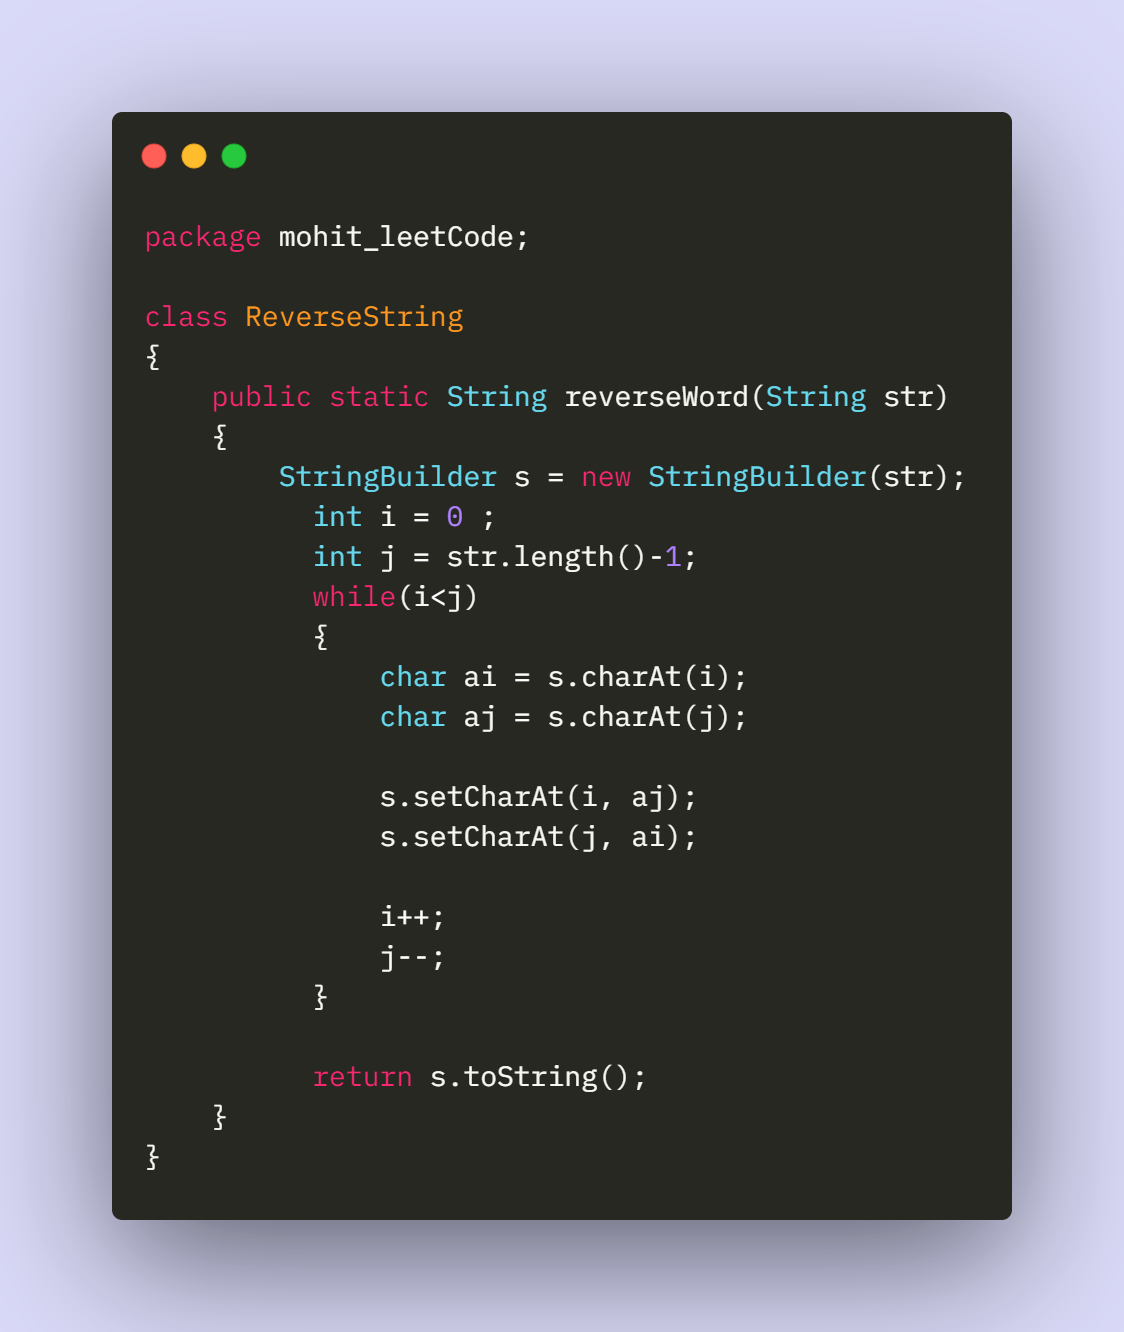 package mohit_leetCode;
class ReverseString
{
public static String reverseWord(String str)
{
StringBuilder s = new StringBuilder(str);
int i = 0 ;
int j = str.length()-1;
while(i<j)
{
char ai = s.charAt(i);
char aj = s.charAt(j);
s.setCharAt(i, aj);
s.setCharAt(j, ai);
i++;
j--;
}
return s.toString();
}
}